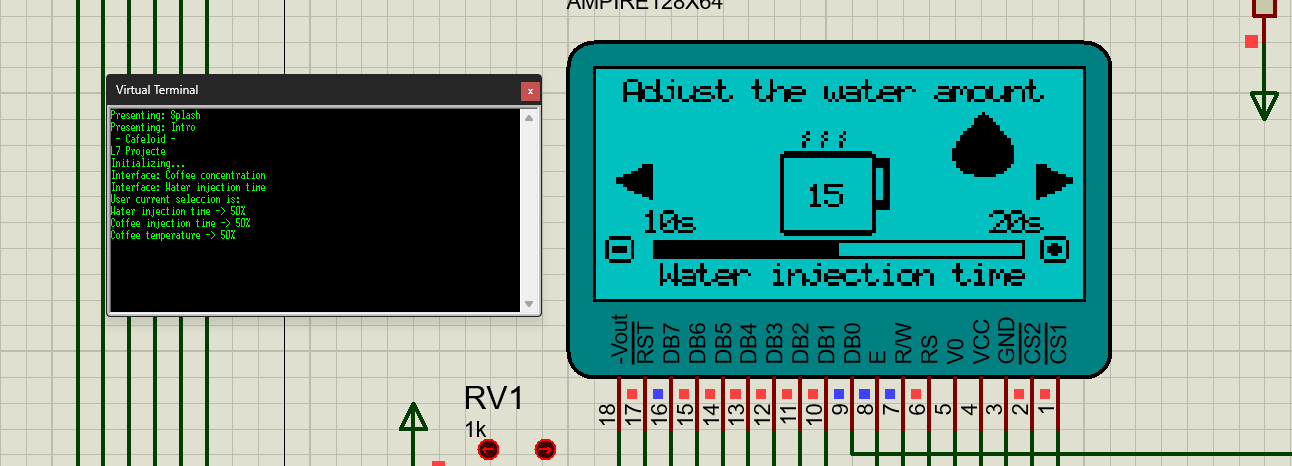 AMPIRE128X64
Virtual Terminal
x
Presenting: Splash
Presenting: Intro
- Cafeloid -
L7 Projecte
Initializing...
Interface: Coffee concentration
Interface: Water injection time
User current seleccion is:
Water injection time -> 50%
Coffee injection time -> 50%
Coffee temperature -> 50%
Adjust the water amount
15
10s
20s
Water injection time
-Vout
RST
DB7
DB6
DB5
DB4
DB3
DB2
DB1
DB0
E
R/W
RS
V0
VCC
GND
CS2
CS1
18
17
16
15
14
13
12
11
10
9
8
7
6
5
4
3
2
1
RV1
1k